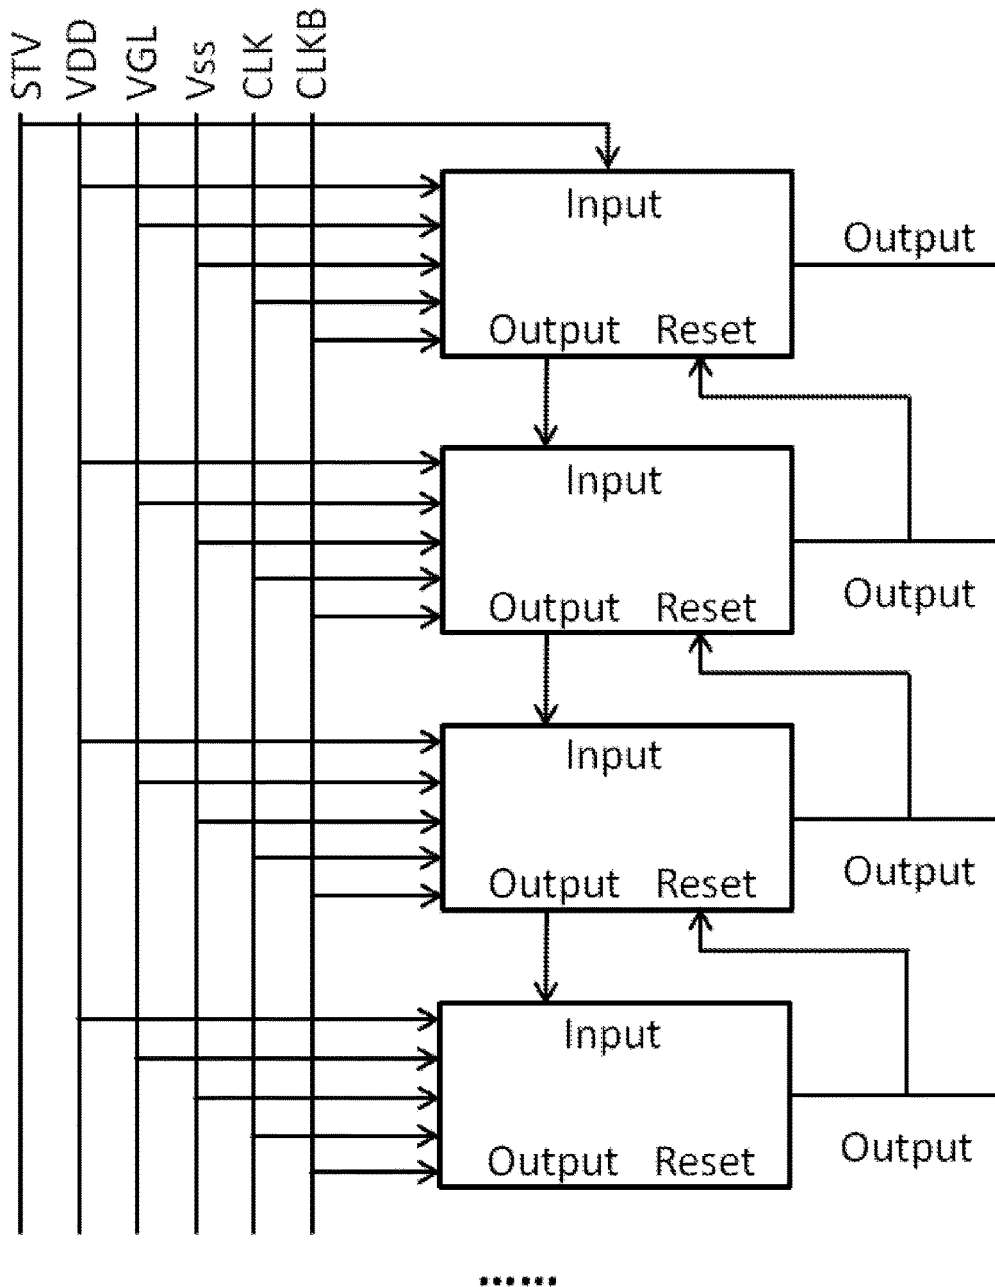 STV
VDD
VGL
Vss
CLK
CLKB
Input
Output
Output Reset
Input
Output Reset
Output
Input
Output Reset
Output
Input
Output Reset
Output
......